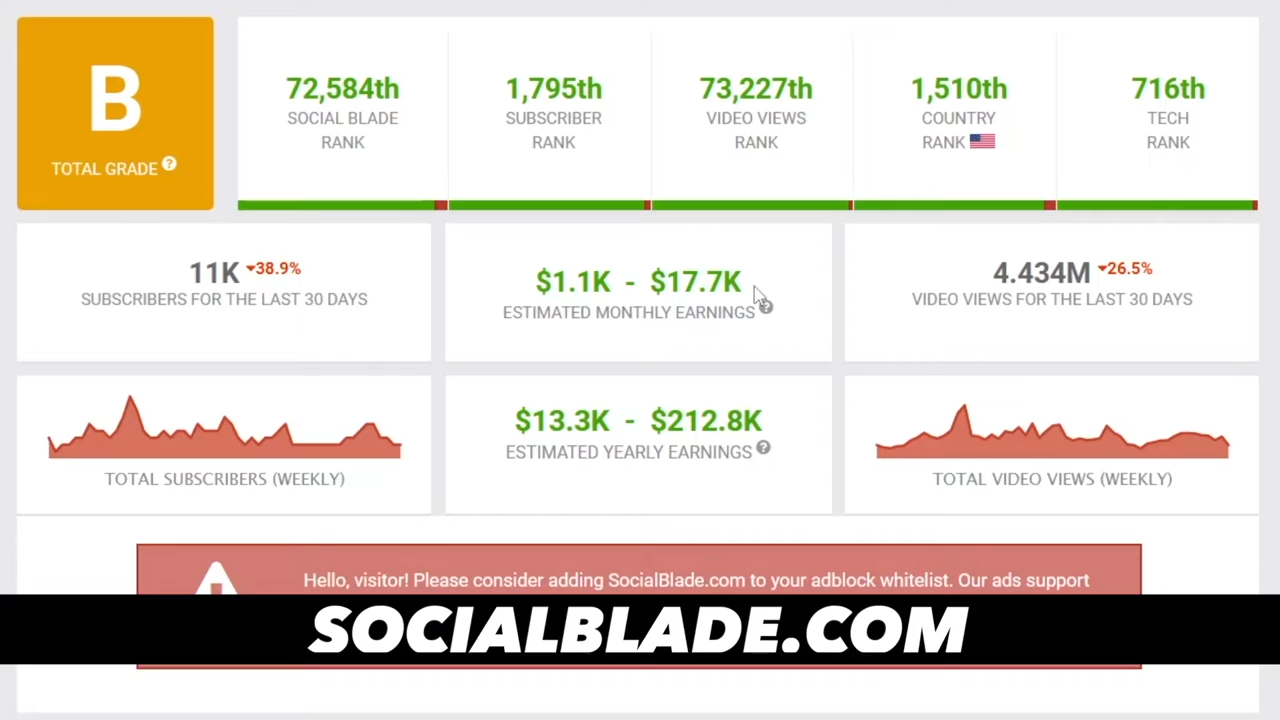 B
TOTAL GRADE ?
72,584th
SOCIAL BLADE
RANK
1,795th
SUBSCRIBER
RANK
73,227th
VIDEO VIEWS
RANK
1,510th
COUNTRY
RANK
716th
TECH
RANK
11K 38.9%
SUBSCRIBERS FOR THE LAST 30 DAYS
$1.1K - $17.7K
ESTIMATED MONTHLY EARNINGS ?
4.434M 26.5%
VIDEO VIEWS FOR THE LAST 30 DAYS
TOTAL SUBSCRIBERS (WEEKLY)
$13.3K - $212.8K
ESTIMATED YEARLY EARNINGS ?
TOTAL VIDEO VIEWS (WEEKLY)
Hello, visitor! Please consider adding SocialBlade.com to your adblock whitelist. Our ads support
SOCIALBLADE.COM